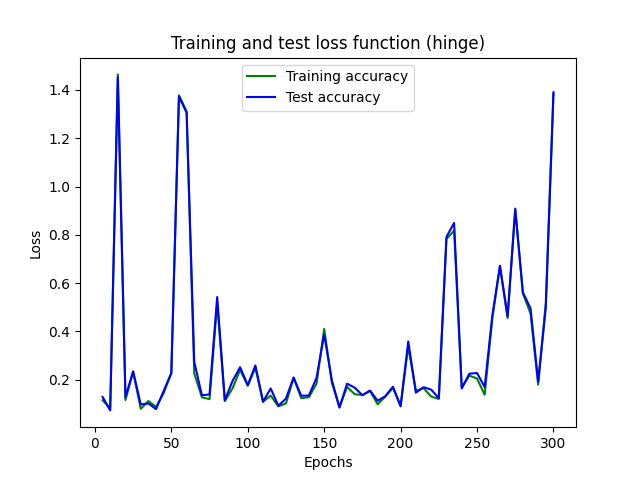 Training and test loss function (hinge)
Training accuracy
Test accuracy
Loss
1.4
1.2
1.0
0.8
0.6
0.4
0.2
0 50 100 150 200 250 300
Epochs